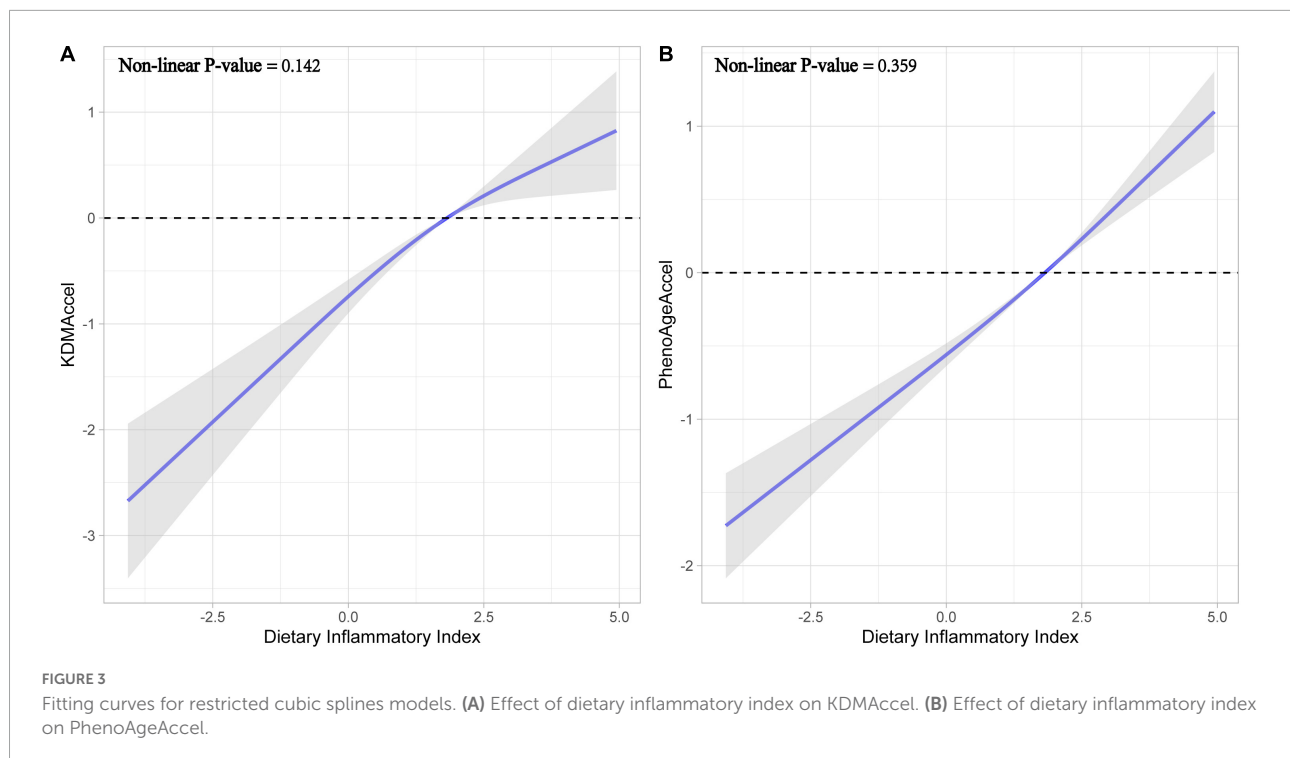 A
Non-linear P-value = 0.142
1
0
-1
-2
-3
KDMAccel
-2.5 0.0 2.5 5.0
Dietary Inflammatory Index
B
Non-linear P-value = 0.359
1
0
-1
-2
PhenoAgeAccel
-2.5 0.0 2.5 5.0
Dietary Inflammatory Index
FIGURE 3
Fitting curves for restricted cubic splines models. (A) Effect of dietary inflammatory index on KDMAccel. (B) Effect of dietary inflammatory index
on PhenoAgeAccel.